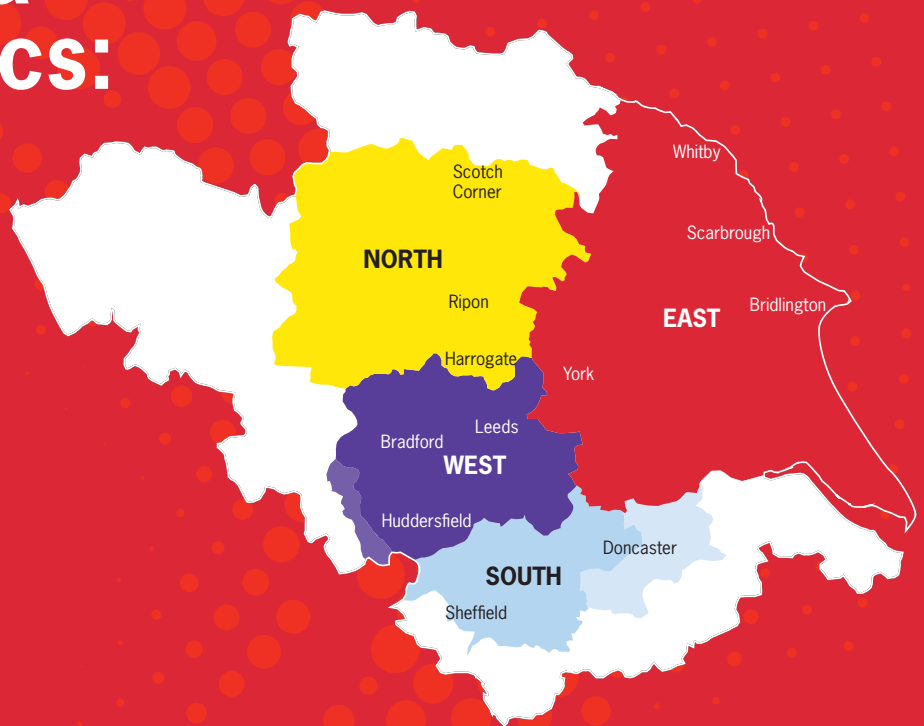 cs:
Whitby
Scotch
Corner
Scarbrough
NORTH
Ripon
Bridlington
EAST
Harrogate
York
Leeds
Bradford
WEST
Huddersfield
Doncaster
SOUTH
Sheffield